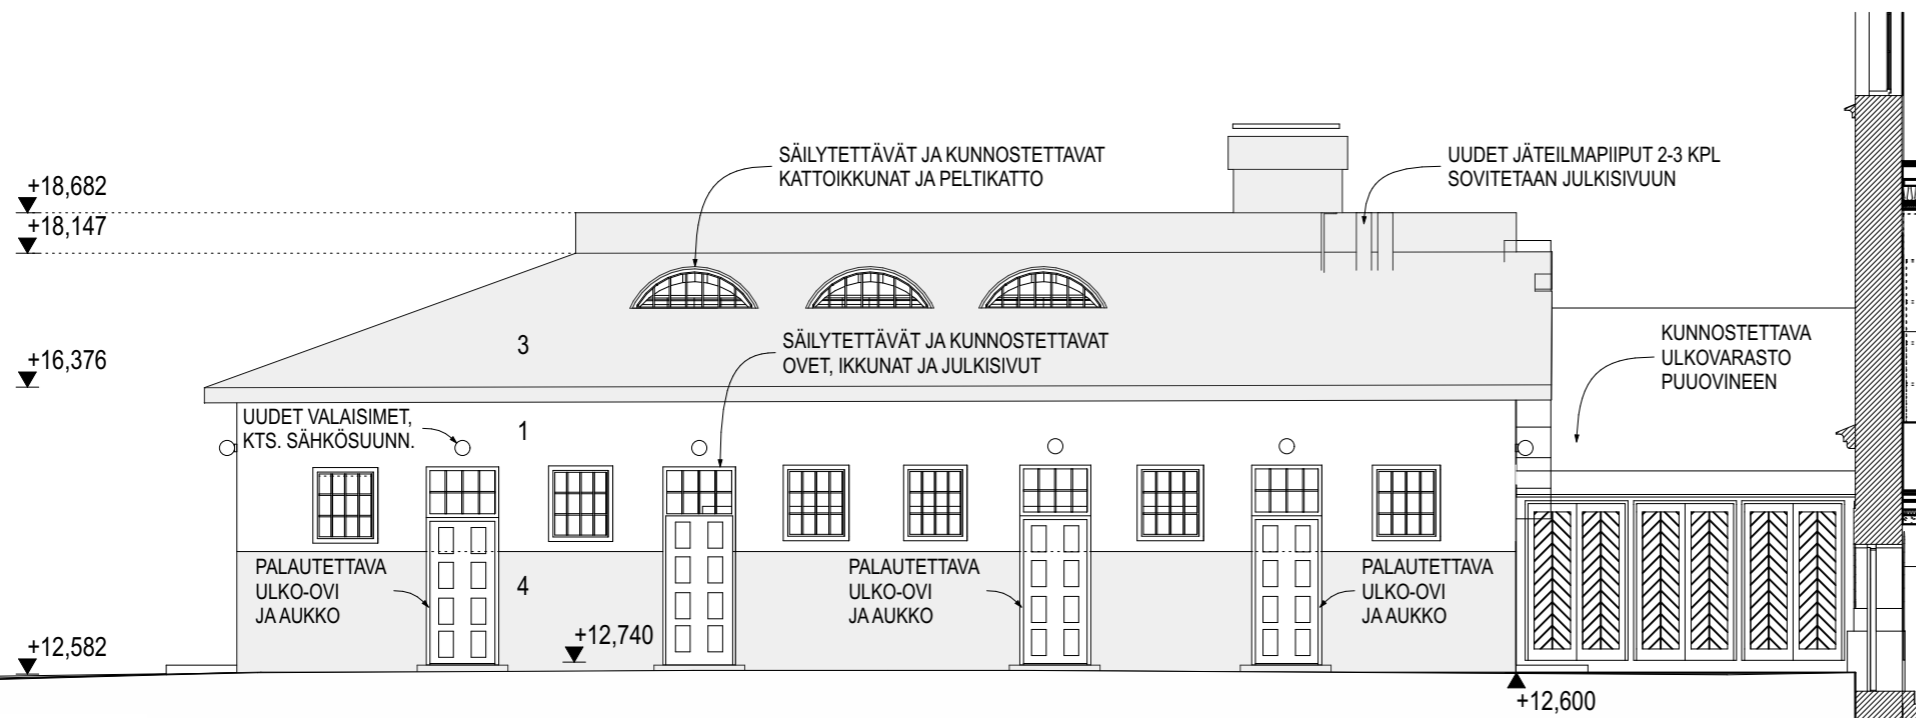 SÄILYTETTÄVÄT JA KUNNOSTETTAVAT
KATTOIKKUNAT JA PELTIKATTO
UUDET JÄTEILMAPIIPUT 2-3 KPL
SOVITETAAN JULKISIVUUN
+18,682
+18,147
+16,376
3
SÄILYTETTÄVÄT JA KUNNOSTETTAVAT
OVET, IKKUNAT JA JULKISIVUT
KUNNOSTETTAVA
ULKOVARASTO
PUUOVINEEN
UUDET VALAISIMET,
KTS. SÄHKÖSUUNN.
1
PALAUTETTAVA
ULKO-OVI
JA AUKKO
4
PALAUTETTAVA
ULKO-OVI
JA AUKKO
PALAUTETTAVA
ULKO-OVI
JA AUKKO
+12,582
+12,740
+12,600